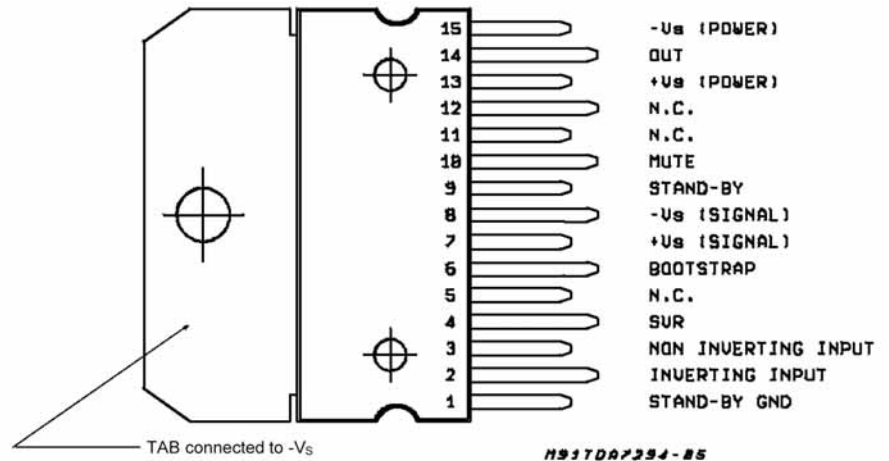 15 -Vs (POWER)
14 OUT
13 +Vs (POWER)
12 N.C.
11 N.C.
10 MUTE
9 STAND-BY
8 -Vs (SIGNAL)
7 +Vs (SIGNAL)
6 BOOTSTRAP
5 N.C.
4 SVR
3 NON INVERTING INPUT
2 INVERTING INPUT
1 STAND-BY GND
TAB connected to -VS
M91TDA7294-05